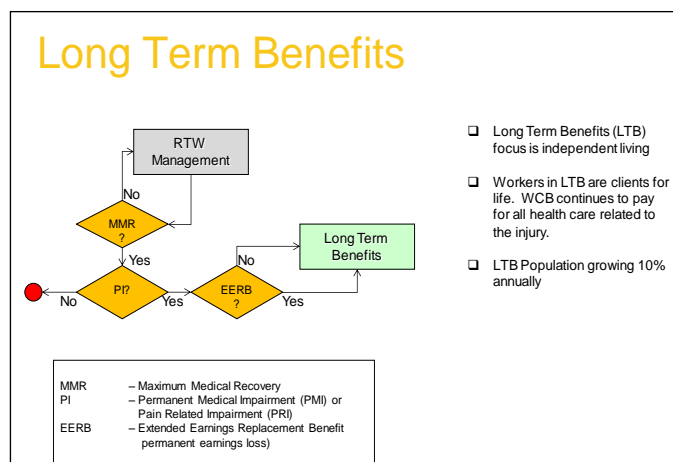 Long Term Benefits
RTW
Management
No
MMR
?
Yes
PI?
No
Yes
EERB
?
No
Yes
Long Term
Benefits
❑ Long Term Benefits (LTB)
focus is independent living
❑ Workers in LTB are clients for
life. WCB continues to pay
for all health care related to
the injury.
❑ LTB Population growing 10%
annually
MMR – Maximum Medical Recovery
PI – Permanent Medical Impairment (PMI) or
Pain Related Impairment (PRI)
EERB – Extended Earnings Replacement Benefit
permanent earnings loss)